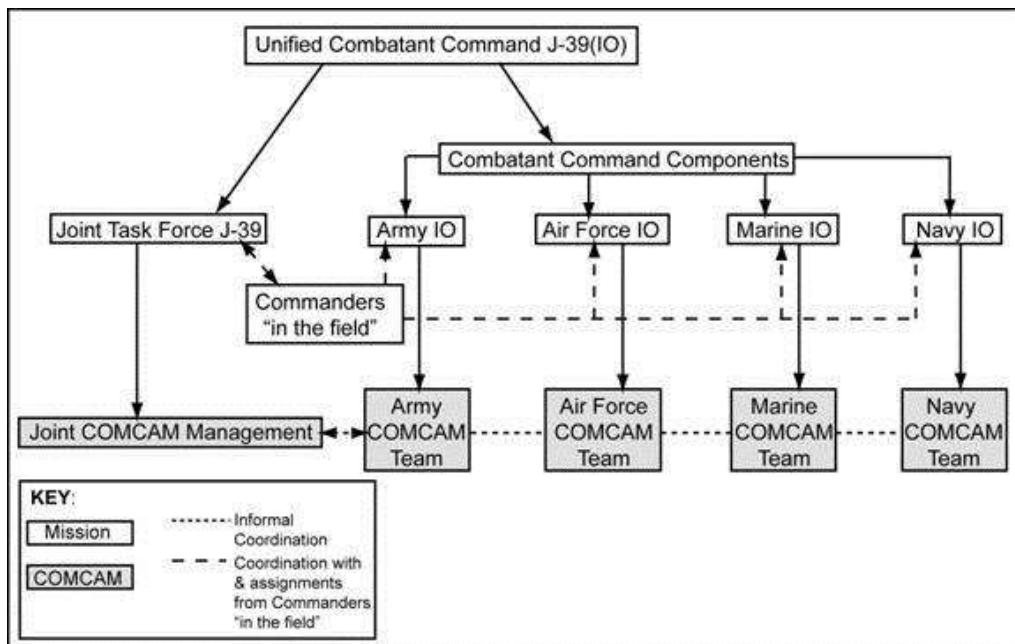 Unified Combatant Command J-39(IO)
Combatant Command Components
Joint Task Force J-39
Army IO
Air Force IO
Marine IO
Navy IO
Commanders
"in the field"
Joint COMCAM Management
Army
COMCAM
Team
Air Force
COMCAM
Team
Marine
COMCAM
Team
Navy
COMCAM
Team
KEY:
Mission
COMCAM
Informal
Coordination
Coordination with
& assignments
from Commanders
"in the field"